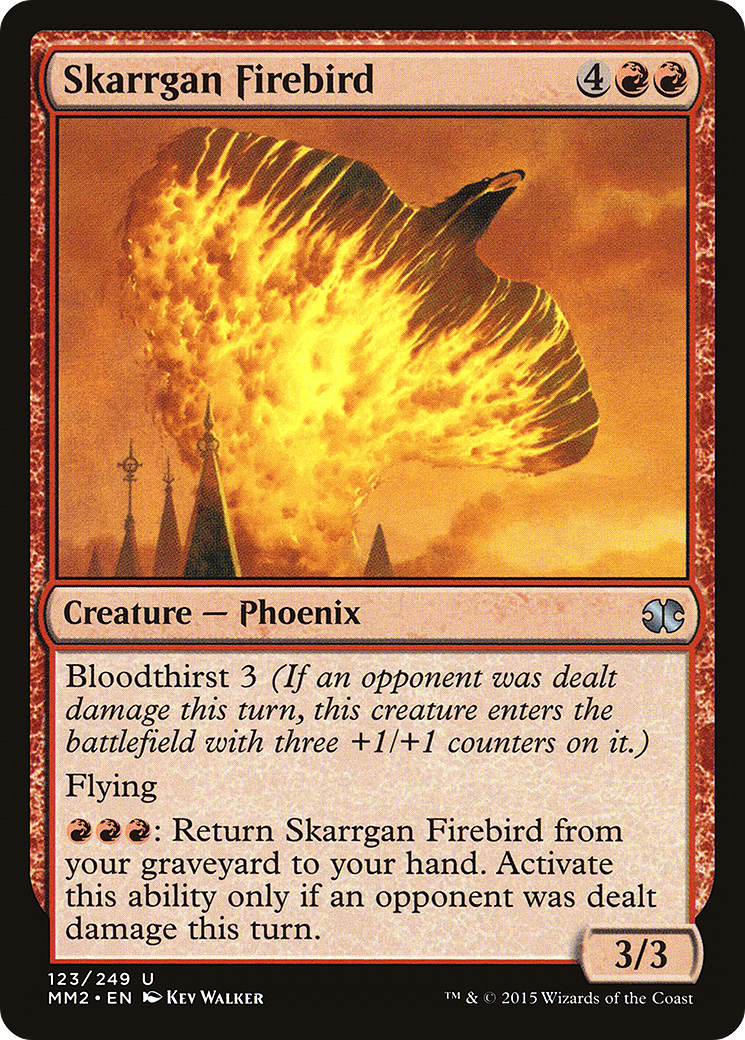 Skarrgan Firebird 4
Creature — Phoenix
Bloodthirst 3 (If an opponent was dealt
damage this turn, this creature enters the
battlefield with three +1/+1 counters on it.)
Flying
: Return Skarrgan Firebird from
your graveyard to your hand. Activate
this ability only if an opponent was dealt
damage this turn.
3/3
123/249 U
MM2 • EN Kev Walker
™ & © 2015 Wizards of the Coast